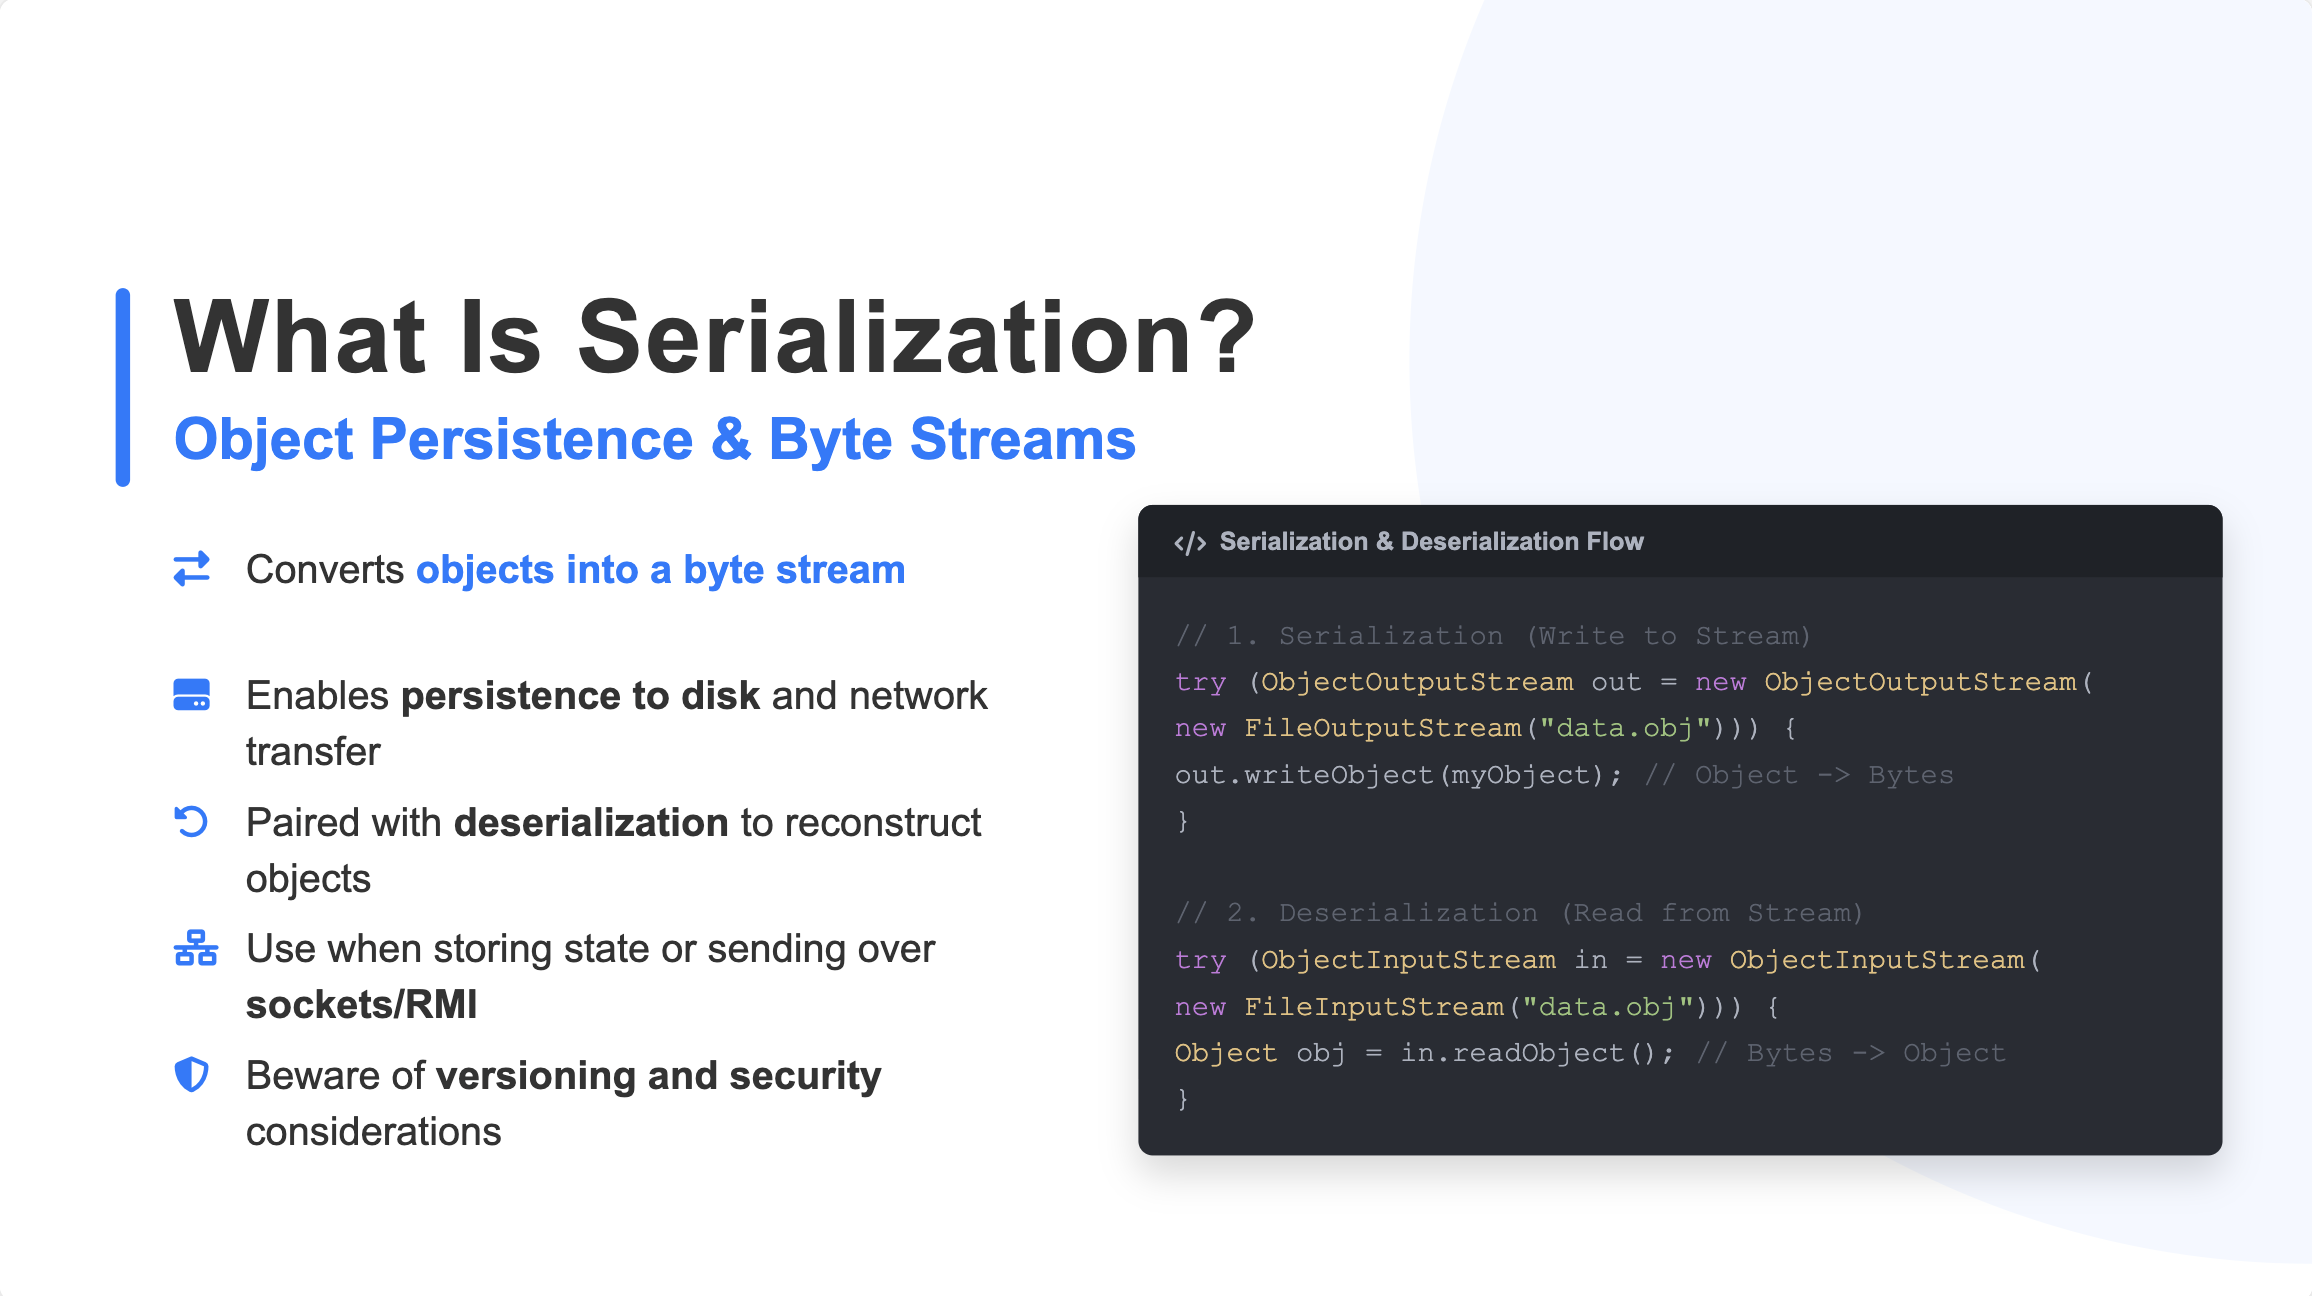 What Is Serialization?
Object Persistence & Byte Streams
Converts objects into a byte stream
Enables persistence to disk and network
transfer
Paired with deserialization to reconstruct
objects
Use when storing state or sending over
sockets/RMI
Beware of versioning and security
considerations
</> Serialization & Deserialization Flow
// 1. Serialization (Write to Stream)
try (ObjectOutputStream out = new ObjectOutputStream(
new FileOutputStream("data.obj"))) {
out.writeObject(myObject); // Object -> Bytes
}
// 2. Deserialization (Read from Stream)
try (ObjectInputStream in = new ObjectInputStream(
new FileInputStream("data.obj"))) {
Object obj = in.readObject(); // Bytes -> Object
}